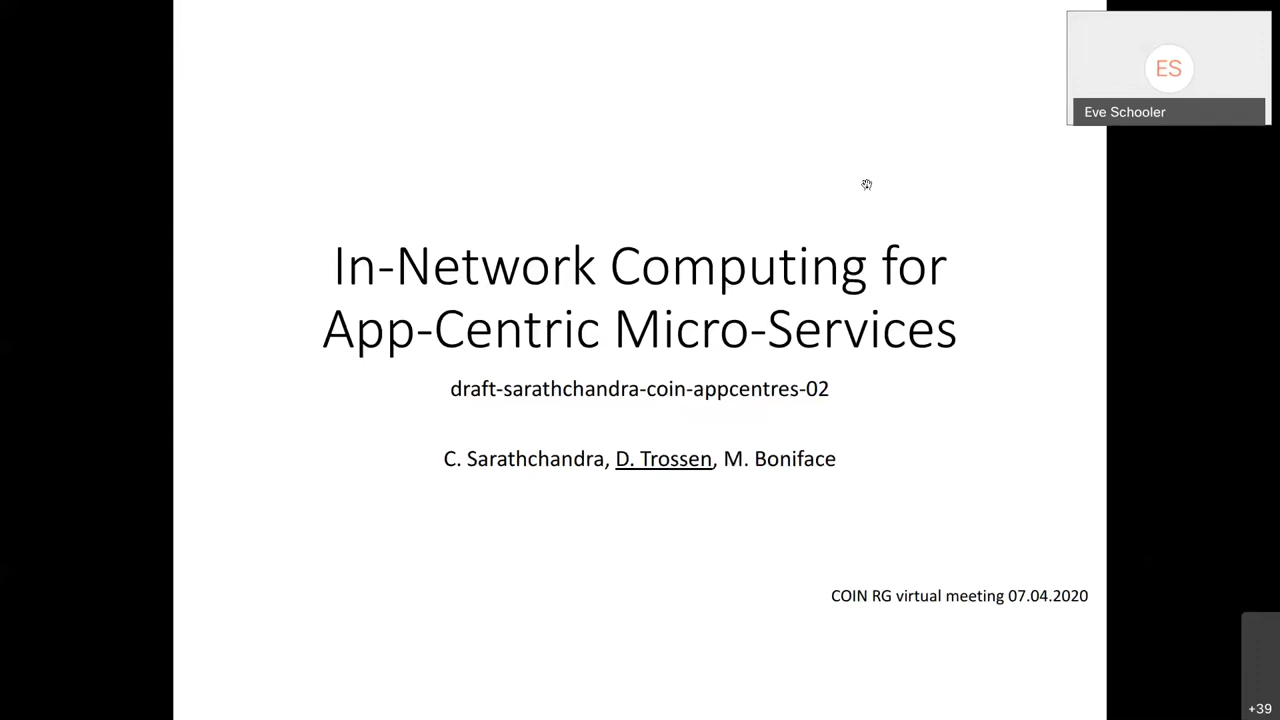 ES
Eve Schooler
In-Network Computing for
App-Centric Micro-Services
draft-sarathchandra-coin-appcentres-02
C. Sarathchandra, D. Trossen, M. Boniface
COIN RG virtual meeting 07.04.2020
+39